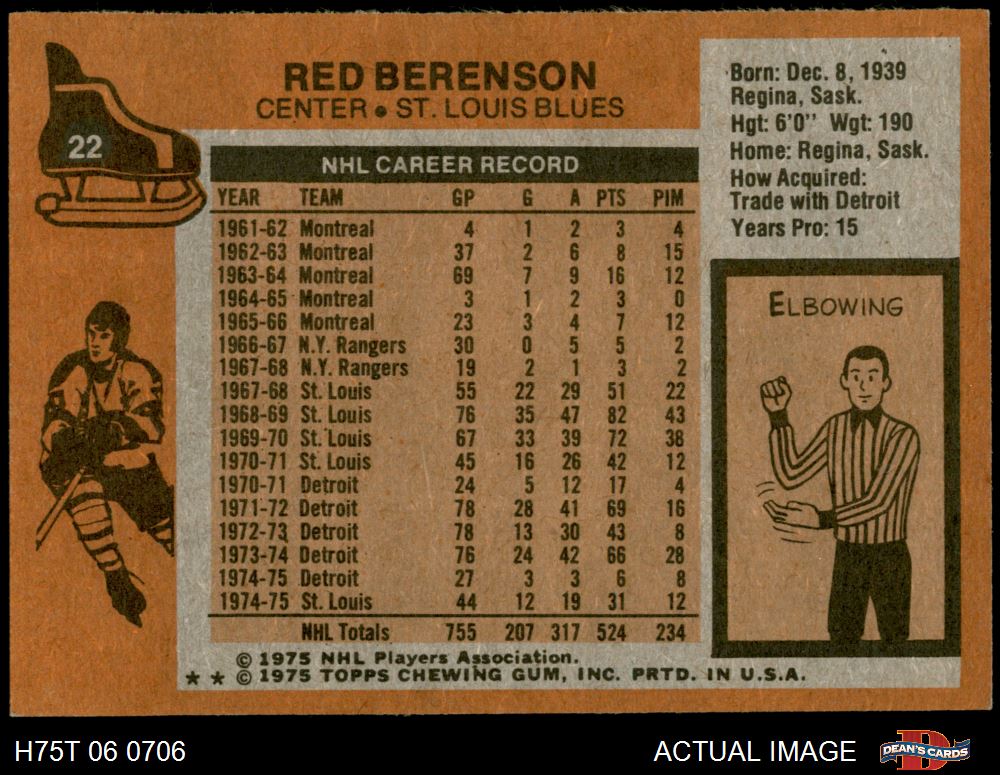 22
RED BERENSON
CENTER • ST. LOUIS BLUES
NHL CAREER RECORD
YEAR TEAM GP G A PTS PIM
1961-62 Montreal 4 1 2 3 4
1962-63 Montreal 37 2 6 8 15
1963-64 Montreal 69 7 9 16 12
1964-65 Montreal 3 1 2 3 0
1965-66 Montreal 23 3 4 7 12
1966-67 N.Y. Rangers 30 0 5 5 2
1967-68 N.Y. Rangers 19 2 1 3 2
1967-68 St. Louis 55 22 29 51 22
1968-69 St. Louis 76 35 47 82 43
1969-70 St. Louis 67 33 39 72 38
1970-71 St. Louis 45 16 26 42 12
1970-71 Detroit 24 5 12 17 4
1971-72 Detroit 78 28 41 69 16
1972-73 Detroit 78 13 30 43 8
1973-74 Detroit 76 24 42 66 28
1974-75 Detroit 27 3 3 6 8
1974-75 St. Louis 44 12 19 31 12
NHL Totals 755 207 317 524 234
© 1975 NHL Players Association.
★ ★ © 1975 TOPPS CHEWING GUM, INC. PRTD. IN U.S.A.
Born: Dec. 8, 1939
Regina, Sask.
Hgt: 6'0'' Wgt: 190
Home: Regina, Sask.
How Acquired:
Trade with Detroit
Years Pro: 15
ELBOWING
H75T 06 0706
ACTUAL IMAGE
D
DEAN'S CARDS